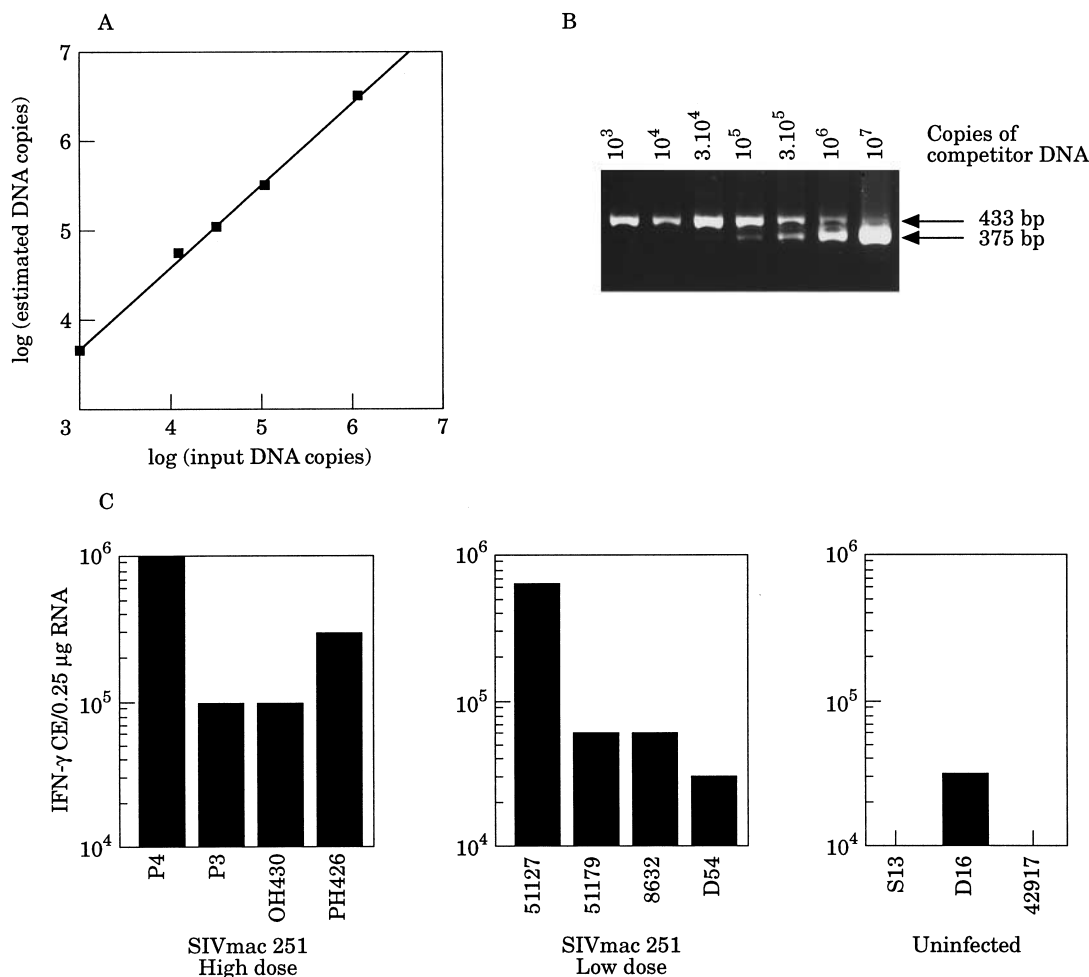 A
7
6
5
4
3
4
5
6
7
log (estimated DNA copies)
log (input DNA copies)
B
10³
10⁴
3.10⁴
10⁵
3.10⁵
10⁶
10⁷
Copies of
competitor DNA
433 bp
375 bp
C
IFN-γ CE/0.25 μg RNA
10⁶
10⁵
10⁴
P4
P3
OH430
PH426
SIVmac 251
High dose
10⁶
10⁵
10⁴
51127
51179
8632
D54
SIVmac 251
Low dose
10⁶
10⁵
10⁴
S13
D16
42917
Uninfected